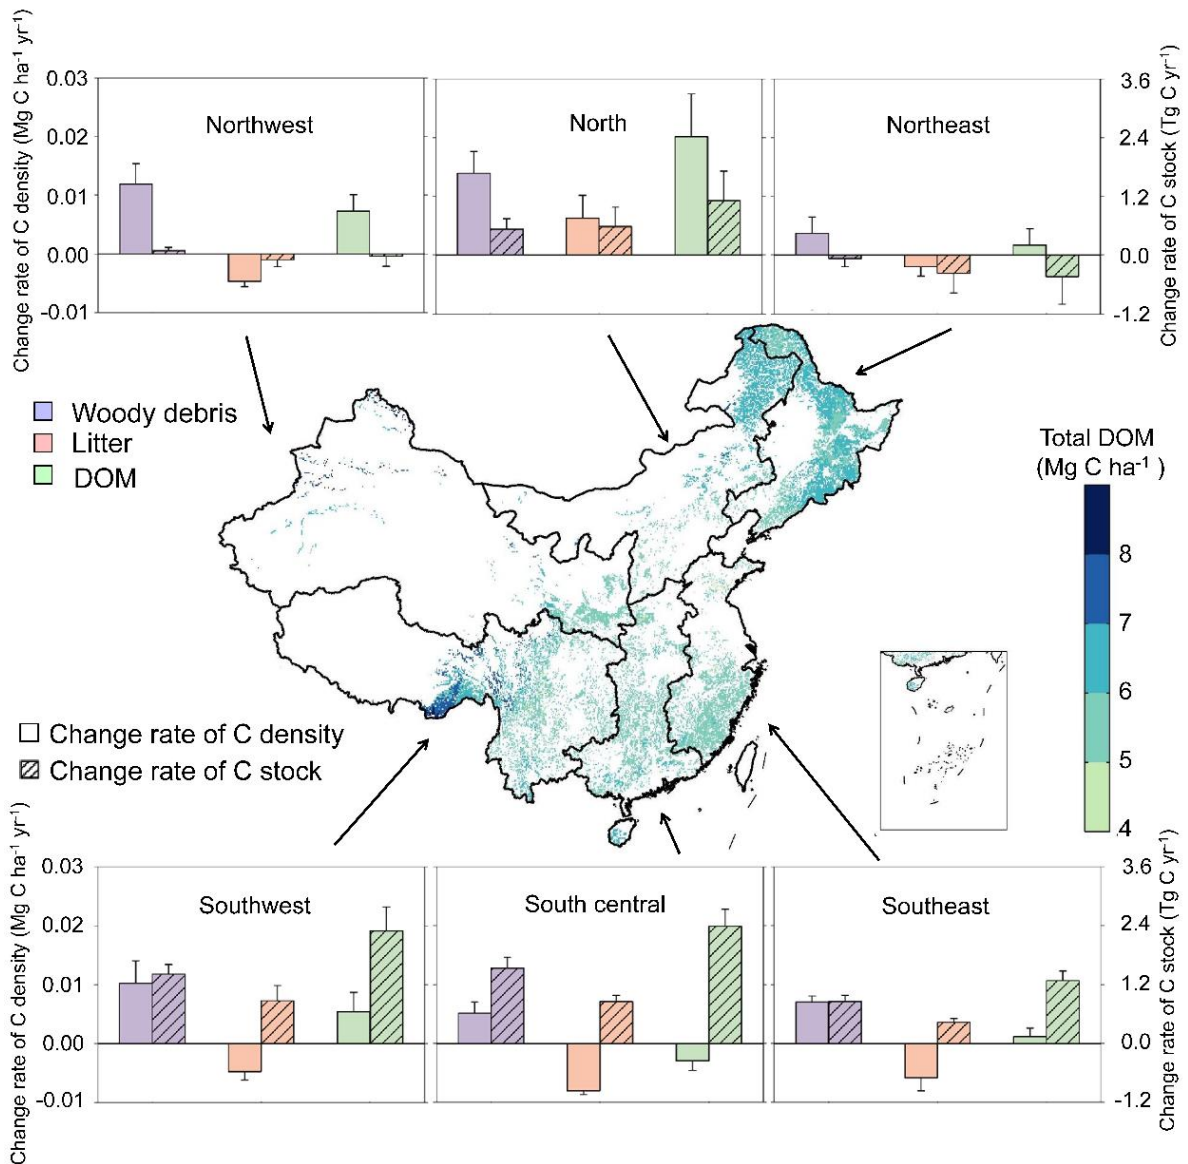 Change rate of C density (Mg C ha⁻¹ yr⁻¹)
0.03
0.02
0.01
0.00
-0.01
Northwest
North
Northeast
3.6
2.4
1.2
0.0
-1.2
Change rate of C stock (Tg C yr⁻¹)
Woody debris
Litter
DOM
Total DOM
(Mg C ha⁻¹ )
8
7
6
5
4
Change rate of C density
Change rate of C stock
Change rate of C density (Mg C ha⁻¹ yr⁻¹)
0.03
0.02
0.01
0.00
-0.01
Southwest
South central
Southeast
3.6
2.4
1.2
0.0
-1.2
Change rate of C stock (Tg C yr⁻¹)